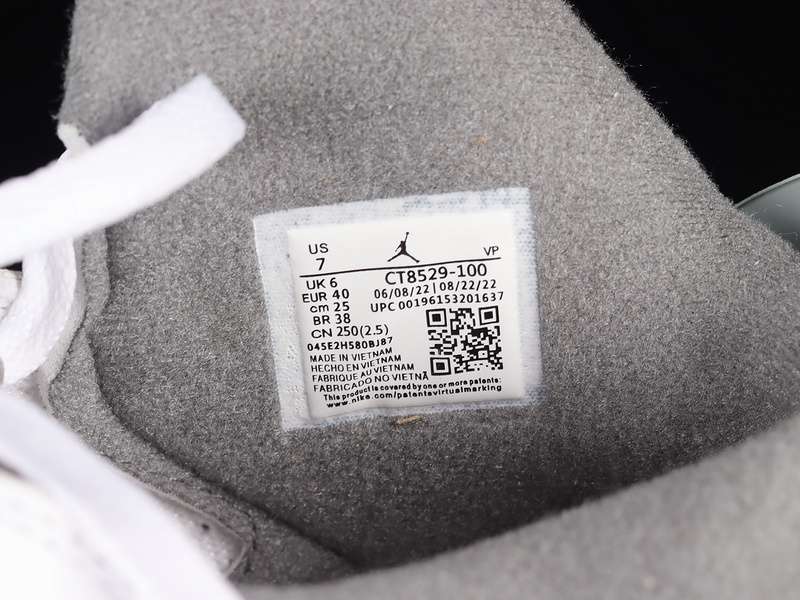 US
7
VP
UK 6
EUR 40
cm 25
BR 38
CN 250(2.5)
CT8529-100
06/08/22 | 08/22/22
UPC 00196153201637
045E2H580BJ87
MADE IN VIETNAM
HECHO EN VIETNAM
FABRIQUE AU VIETNAM
FABRICADO NO VIETNÃ
This product is covered by one or more patents:
www.nike.com/patentsvirtualmarking